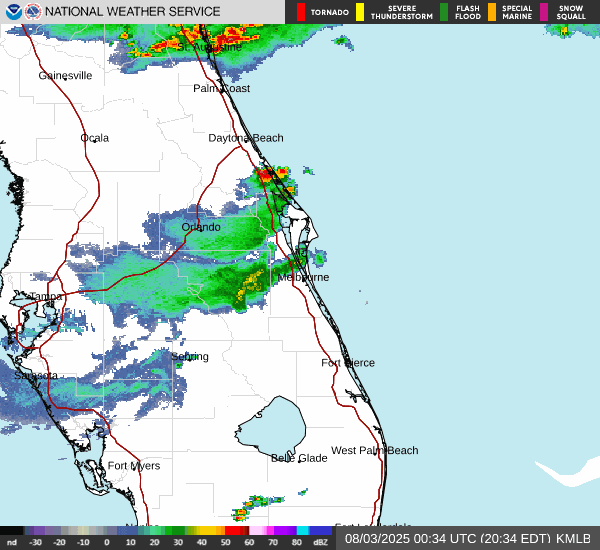 NATIONAL WEATHER SERVICE
TORNADO
SEVERE THUNDERSTORM
FLASH FLOOD
SPECIAL MARINE
SNOW SQUALL
St. Augustine
Gainesville
Palm Coast
Ocala
Daytona Beach
Orlando
Melbourne
Tampa
Sebring
Fort Pierce
Sarasota
West Palm Beach
Belle Glade
Fort Myers
nd -30 -20 -10 0 10 20 30 40 50 60 70 80 dBZ
08/03/2025 00:34 UTC (20:34 EDT) KMLB